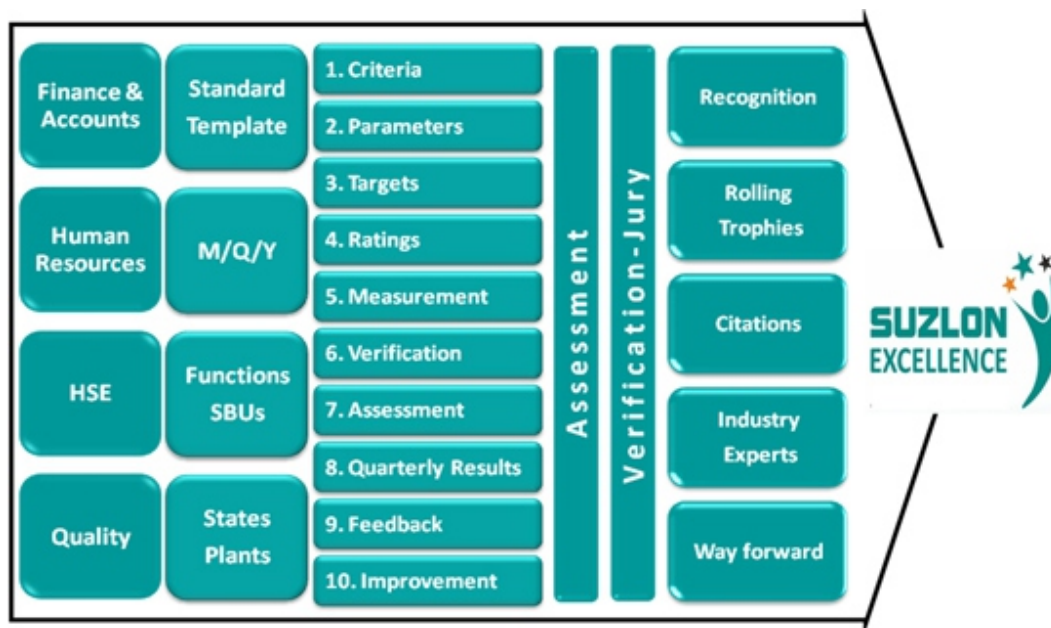 Finance &
Accounts
Human
Resources
HSE
Quality
Standard
Template
M/Q/Y
Functions
SBUs
States
Plants
1. Criteria
2. Parameters
3. Targets
4. Ratings
5. Measurement
6. Verification
7. Assessment
8. Quarterly Results
9. Feedback
10. Improvement
Assessment
Verification-Jury
Recognition
Rolling
Trophies
Citations
Industry
Experts
Way forward
SUZLON
EXCELLENCE